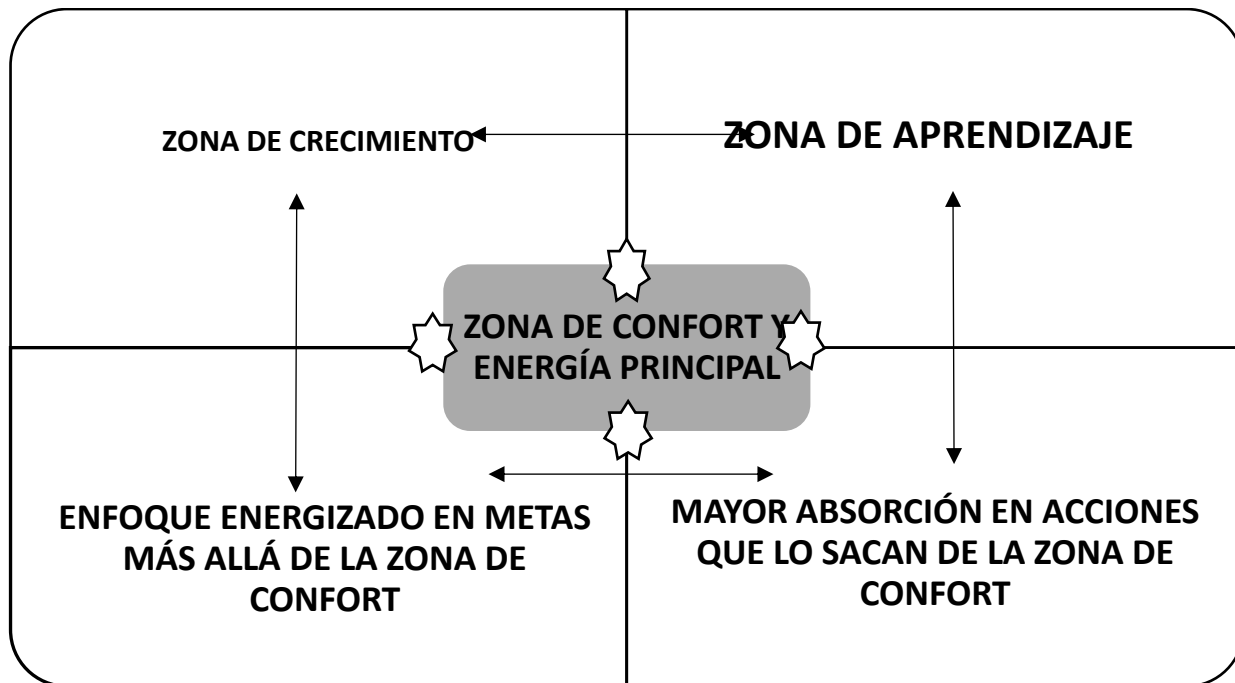 ZONA DE CRECIMIENTO
ZONA DE APRENDIZAJE
ZONA DE CONFORT Y
ENERGÍA PRINCIPAL
ENFOQUE ENERGIZADO EN METAS
MÁS ALLÁ DE LA ZONA DE
CONFORT
MAYOR ABSORCIÓN EN ACCIONES
QUE LO SACAN DE LA ZONA DE
CONFORT